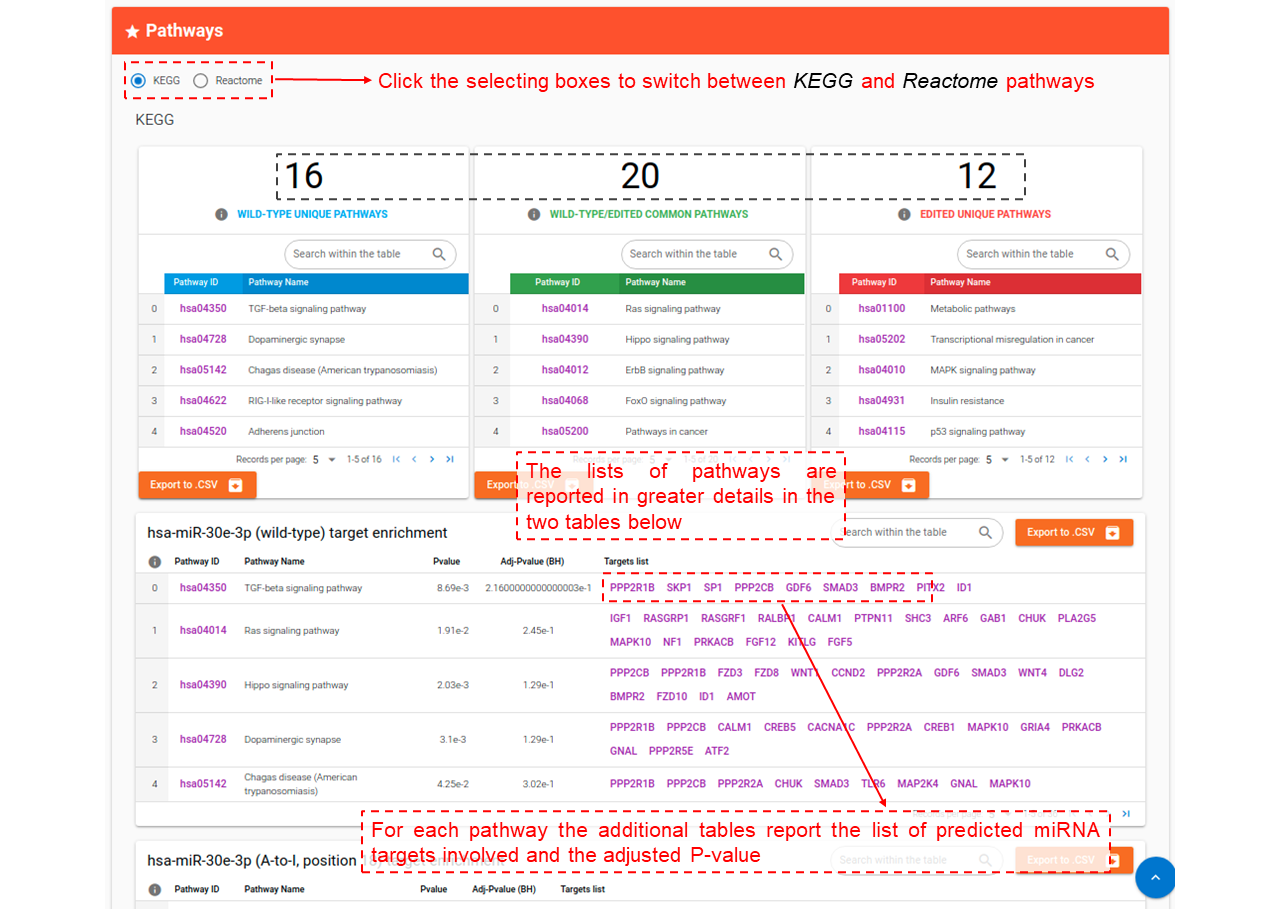 Pathways
KEGG Reactome
Click the selecting boxes to switch between KEGG and Reactome pathways
KEGG
16
WILD-TYPE UNIQUE PATHWAYS
Search within the table
Pathway ID Pathway Name
0 hsa04350 TGF-beta signaling pathway
1 hsa04728 Dopaminergic synapse
2 hsa05142 Chagas disease (American trypanosomiasis)
3 hsa04622 RIG-I-like receptor signaling pathway
4 hsa04520 Adherens junction
Records per page: 5 1-5 of 16
Export to .CSV
20
WILD-TYPE/EDITED COMMON PATHWAYS
Search within the table
Pathway ID Pathway Name
0 hsa04014 Ras signaling pathway
1 hsa04390 Hippo signaling pathway
2 hsa04012 ErbB signaling pathway
3 hsa04068 FoxO signaling pathway
4 hsa05200 Pathways in cancer
Records per page: 5
Export to .CSV
12
EDITED UNIQUE PATHWAYS
Search within the table
Pathway ID Pathway Name
0 hsa01100 Metabolic pathways
1 hsa05202 Transcriptional misregulation in cancer
2 hsa04010 MAPK signaling pathway
3 hsa04931 Insulin resistance
4 hsa04115 p53 signaling pathway
Records per page: 5 1-5 of 12
Export to .CSV
The lists of pathways are
reported in greater details in the
two tables below
hsa-miR-30e-3p (wild-type) target enrichment
Search within the table
Export to .CSV
Pathway ID Pathway Name Pvalue Adj-Pvalue (BH) Targets list
0 hsa04350 TGF-beta signaling pathway 8.69e-3 2.1600000000000003e-1 PPP2R1B SKP1 SP1 PPP2CB GDF6 SMAD3 BMPR2 PITX2 ID1
1 hsa04014 Ras signaling pathway 1.91e-2 2.45e-1 IGF1 RASGRP1 RASGRF1 RALBP1 CALM1 PTPN11 SHC3 ARF6 GAB1 CHUK PLA2G5
MAPK10 NF1 PRKACB FGF12 KITLG FGF5
2 hsa04390 Hippo signaling pathway 2.03e-3 1.29e-1 PPP2CB PPP2R1B FZD3 FZD8 WNT1 CCND2 PPP2R2A GDF6 SMAD3 WNT4 DLG2
BMPR2 FZD10 ID1 AMOT
3 hsa04728 Dopaminergic synapse 3.1e-3 1.29e-1 PPP2R1B PPP2CB CALM1 CREB5 CACNA1C PPP2R2A CREB1 MAPK10 GRIA4 PRKACB
GNAL PPP2R5E ATF2
4 hsa05142 Chagas disease (American
trypanosomiasis) 4.25e-2 3.02e-1 PPP2R1B PPP2CB PPP2R2A CHUK SMAD3 TLR6 MAP2K4 GNAL MAPK10
Records per page:
For each pathway the additional tables report the list of predicted miRNA
targets involved and the adjusted P-value
hsa-miR-30e-3p (A-to-I, position target enrichment
Search within the table
Export to .CSV
Pathway ID Pathway Name Pvalue Adj-Pvalue (BH) Targets list